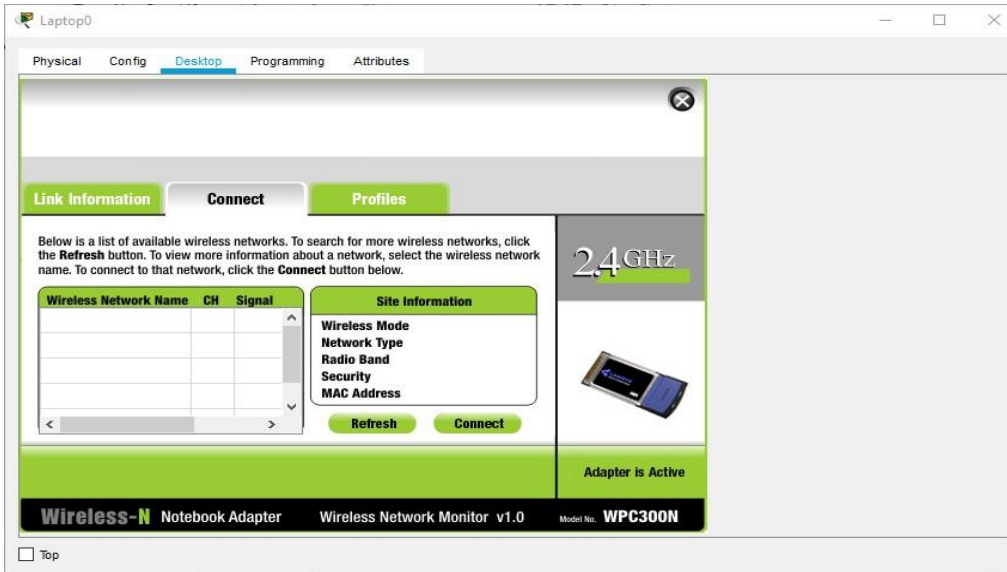 Laptop0
Physical Config Desktop Programming Attributes
Link Information Connect Profiles
Below is a list of available wireless networks. To search for more wireless networks, click
the Refresh button. To view more information about a network, select the wireless network
name. To connect to that network, click the Connect button below.
2.4GHz
Wireless Network Name CH Signal
Site Information
Wireless Mode
Network Type
Radio Band
Security
MAC Address
Refresh Connect
Adapter is Active
Wireless-N Notebook Adapter Wireless Network Monitor v1.0 Model No. WPC300N
Top